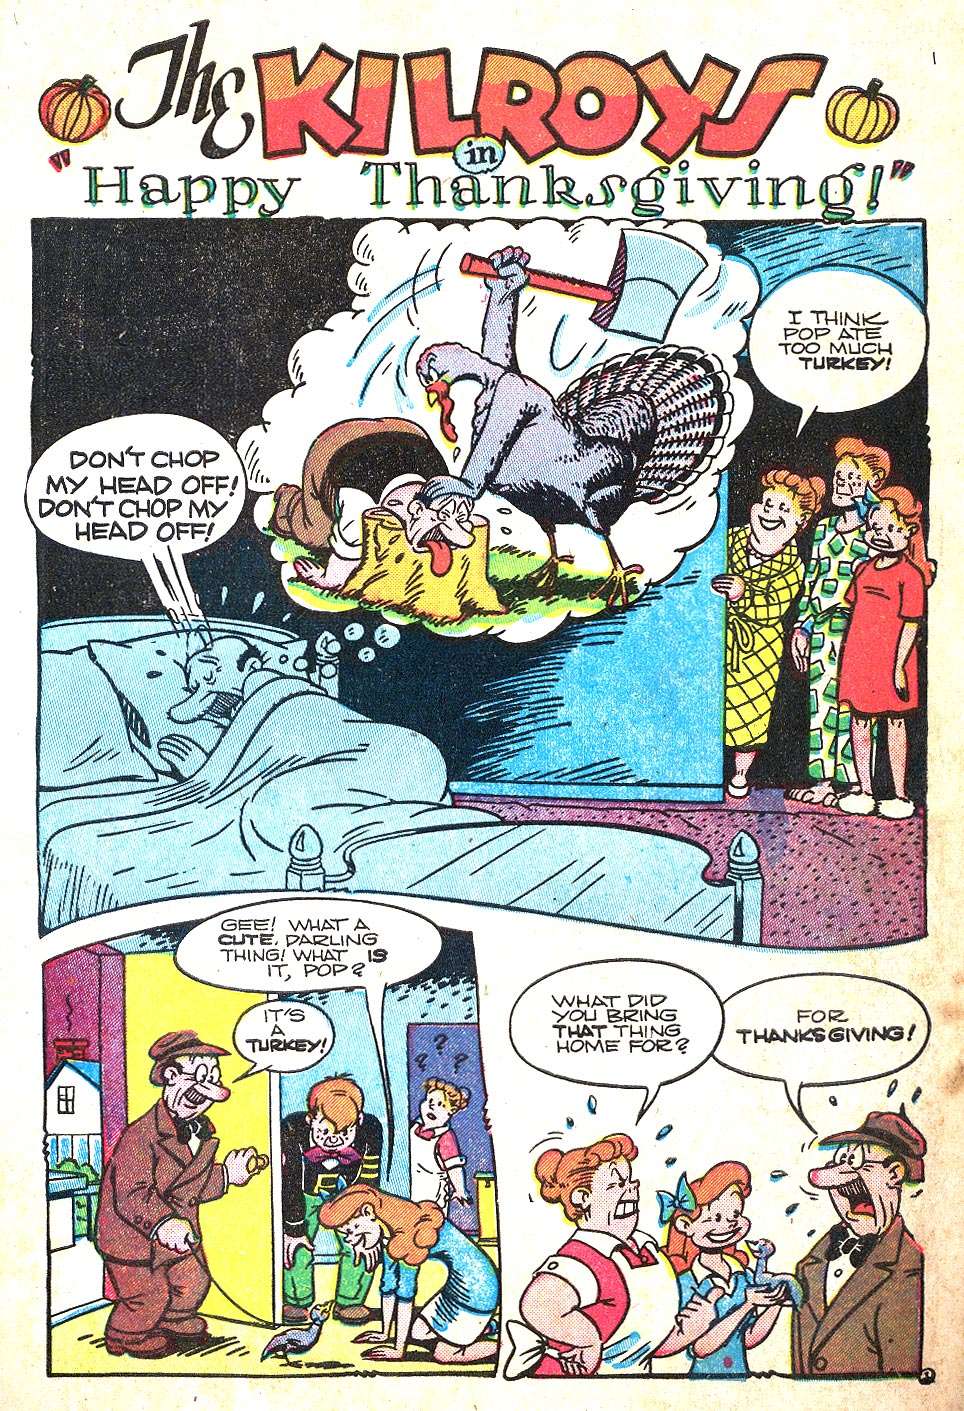 1
The KILROYS
in
"Happy Thanksgiving!"
I THINK
POP ATE
TOO MUCH
TURKEY!
DON'T CHOP
MY HEAD OFF!
DON'T CHOP MY
HEAD OFF!
GEE! WHAT A
CUTE, DARLING
THING! WHAT IS
IT, POP?
IT'S
A
TURKEY!
? ? ? ?
WHAT DID
YOU BRING
THAT THING
HOME FOR?
FOR
THANKSGIVING!
1